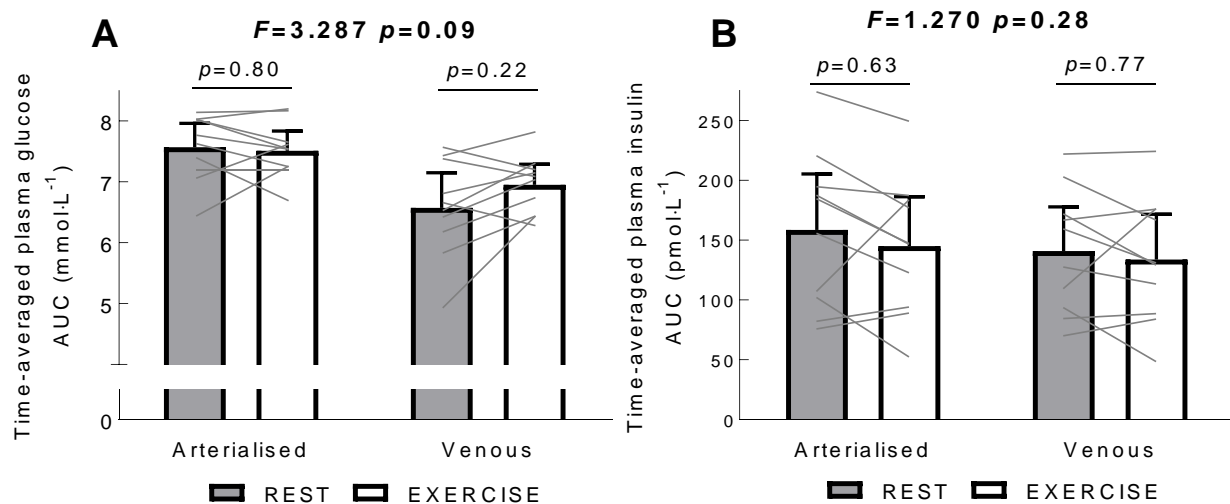 A
F=3.287 p=0.09
p=0.80
p=0.22
Time-averaged plasma glucose
AUC (mmol·L-1)
8
7
6
5
0
Arterialised
Venous
REST
EXERCISE
B
F=1.270 p=0.28
p=0.63
p=0.77
Time-averaged plasma insulin
AUC (pmol·L-1)
250
200
150
100
50
0
Arterialised
Venous
REST
EXERCISE